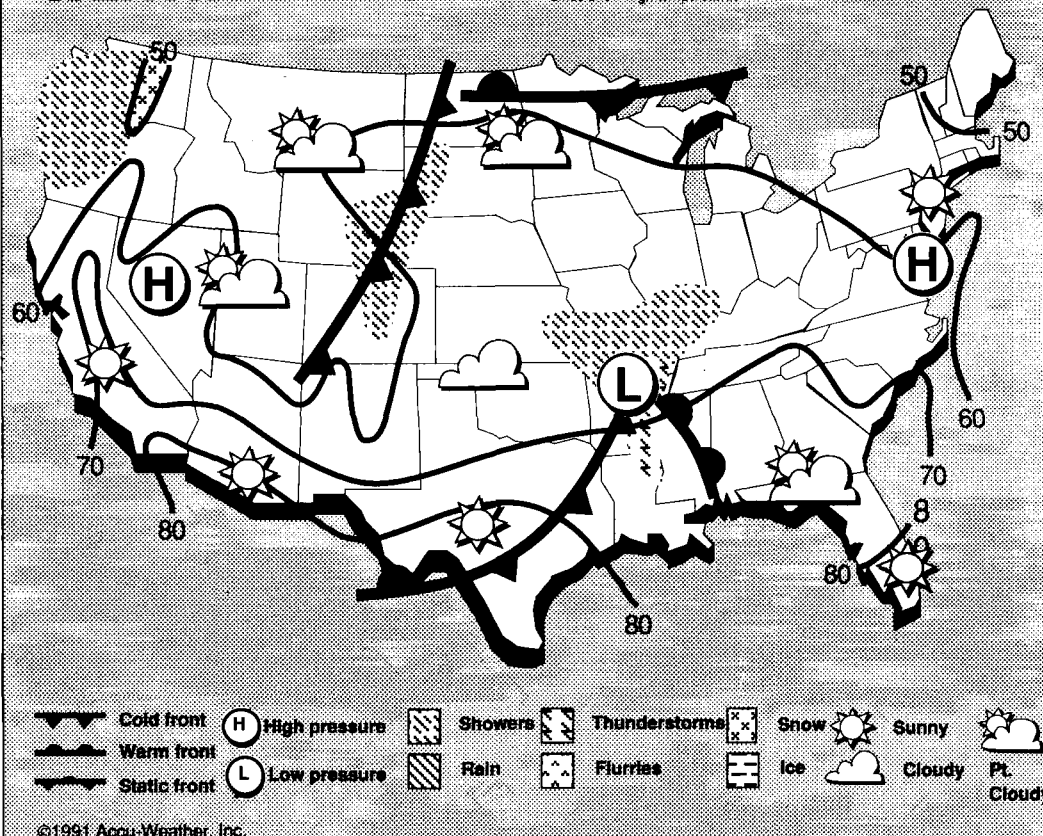 50
50
50
H
H
60
L
60
70
70
80
8
0
80
80
Cold front
H High pressure
Showers
Thunderstorms
Snow
Sunny
Warm front
Static front
L Low pressure
Rain
Flurries
Ice
Cloudy
Pt.
Cloudy
©1991 Accu-Weather, Inc.